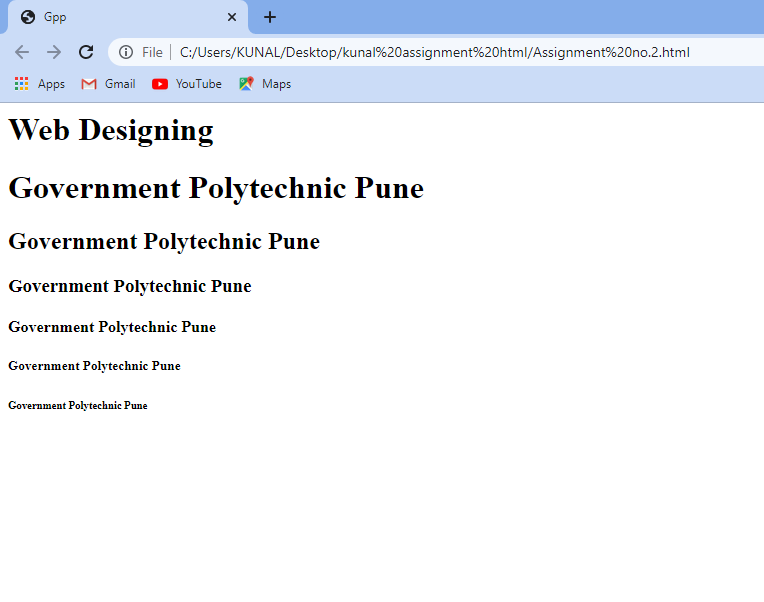 Gpp
File C:/Users/KUNAL/Desktop/kunal%20assignment%20html/Assignment%20no.2.html
Apps Gmail YouTube Maps
Web Designing
Government Polytechnic Pune
Government Polytechnic Pune
Government Polytechnic Pune
Government Polytechnic Pune
Government Polytechnic Pune
Government Polytechnic Pune